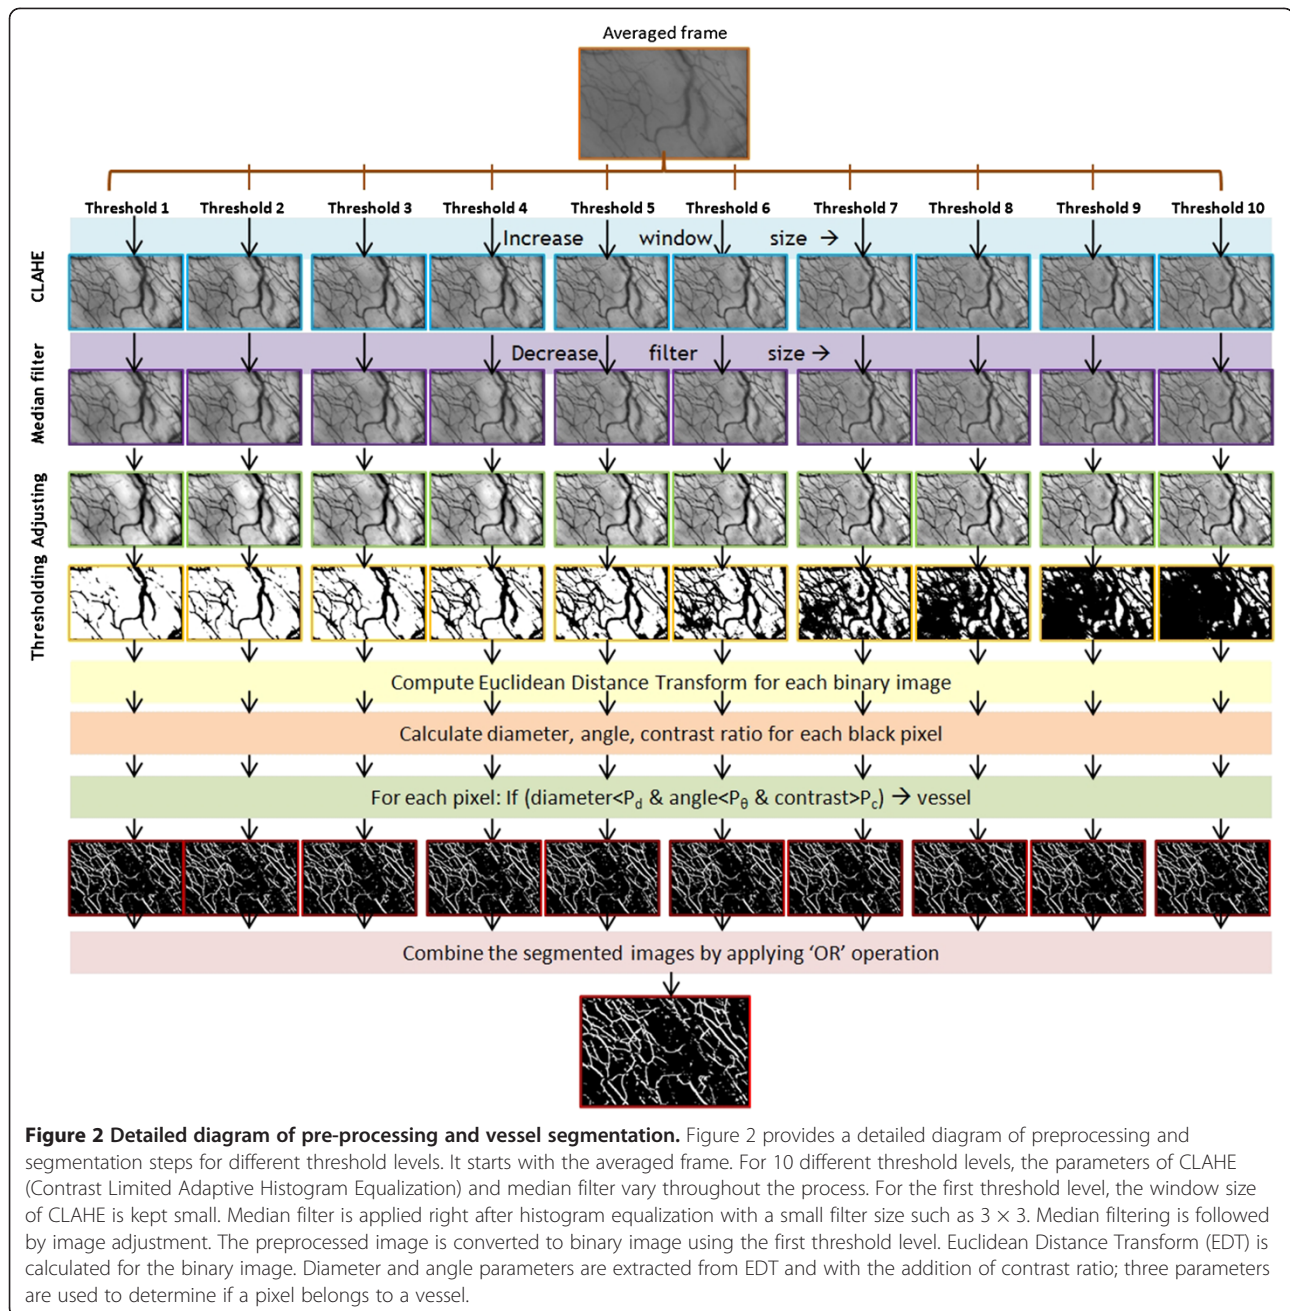 Averaged frame
Threshold 1 Threshold 2 Threshold 3 Threshold 4 Threshold 5 Threshold 6 Threshold 7 Threshold 8 Threshold 9 Threshold 10
Increase window size →
CLAHE
Decrease filter size →
Median filter
Adjusting
Thresholding
Compute Euclidean Distance Transform for each binary image
Calculate diameter, angle, contrast ratio for each black pixel
For each pixel: If (diameter<Pd & angle<Pθ & contrast>Pc) → vessel
Combine the segmented images by applying ‘OR’ operation
Figure 2 Detailed diagram of pre-processing and vessel segmentation. Figure 2 provides a detailed diagram of preprocessing and
segmentation steps for different threshold levels. It starts with the averaged frame. For 10 different threshold levels, the parameters of CLAHE
(Contrast Limited Adaptive Histogram Equalization) and median filter vary throughout the process. For the first threshold level, the window size
of CLAHE is kept small. Median filter is applied right after histogram equalization with a small filter size such as 3 × 3. Median filtering is followed
by image adjustment. The preprocessed image is converted to binary image using the first threshold level. Euclidean Distance Transform (EDT) is
calculated for the binary image. Diameter and angle parameters are extracted from EDT and with the addition of contrast ratio; three parameters
are used to determine if a pixel belongs to a vessel.